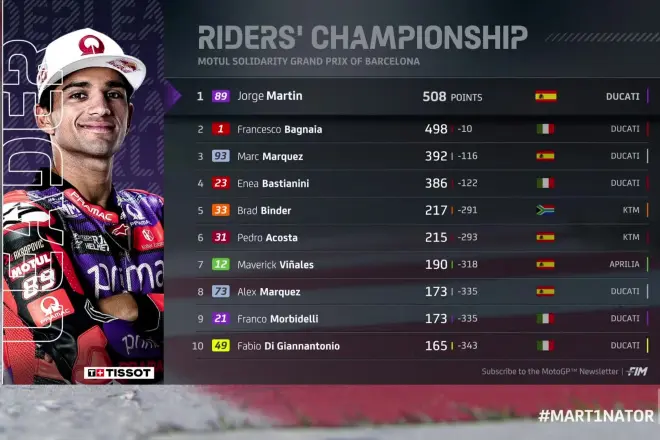 RIDERS' CHAMPIONSHIP
MOTUL SOLIDARITY GRAND PRIX OF BARCELONA
1 89 Jorge Martin 508 POINTS DUCATI
2 1 Francesco Bagnaia 498 -10 DUCATI
3 93 Marc Marquez 392 -116 DUCATI
4 23 Enea Bastianini 386 -122 DUCATI
5 33 Brad Binder 217 -291 KTM
6 31 Pedro Acosta 215 -293 KTM
7 12 Maverick Viñales 190 -318 APRILIA
8 73 Alex Marquez 173 -335 DUCATI
9 21 Franco Morbidelli 173 -335 DUCATI
10 49 Fabio Di Giannantonio 165 -343 DUCATI
Subscribe to the MotoGP™ Newsletter | FIM
LEADER
PRAMAC
MOTUL
89
PRAMAC
T+TISSOT
#MART1NATOR